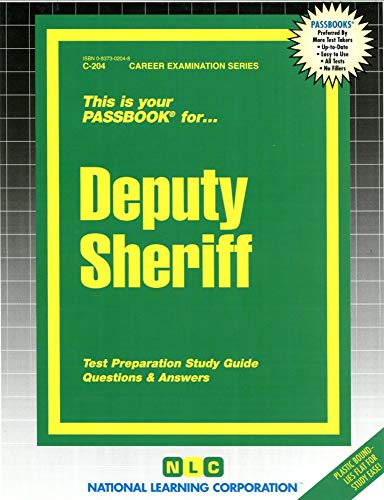 ISBN 0-8373-0204-8
C-204 CAREER EXAMINATION SERIES
PASSBOOKS®
Preferred By
More Test Takers
• Up-to-Date
• Easy to Use
• All Tests
• No Fillers
This is your
PASSBOOK® for...
Deputy
Sheriff
Test Preparation Study Guide
Questions & Answers
PLASTIC BOUND-
LIES FLAT FOR
STUDY EASE!
NLC
NATIONAL LEARNING CORPORATION™